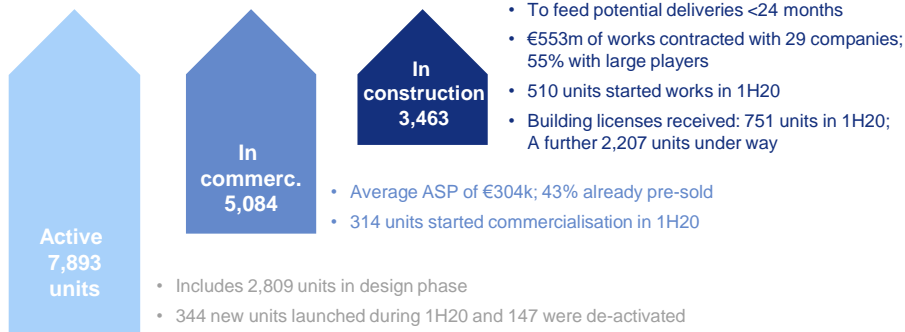 • To feed potential deliveries <24 months
• €553m of works contracted with 29 companies;
55% with large players
In
construction
3,463
• 510 units started works in 1H20
• Building licenses received: 751 units in 1H20;
A further 2,207 units under way
In
commerc.
5,084
• Average ASP of €304k; 43% already pre-sold
• 314 units started commercialisation in 1H20
Active
7,893
units
• Includes 2,809 units in design phase
• 344 new units launched during 1H20 and 147 were de-activated